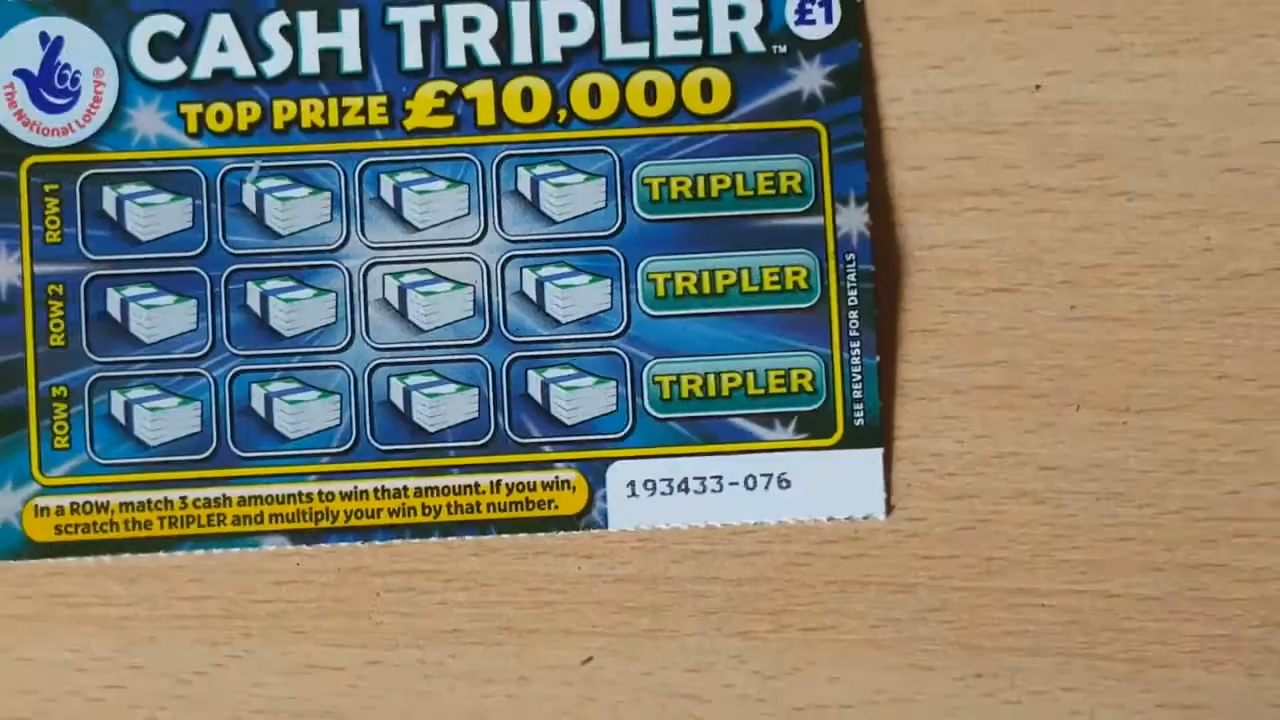 CASH TRIPLER™
£1
The National Lottery®
TOP PRIZE £10,000
ROW 1
TRIPLER
ROW 2
TRIPLER
ROW 3
TRIPLER
SEE REVERSE FOR DETAILS
In a ROW, match 3 cash amounts to win that amount. If you win,
scratch the TRIPLER and multiply your win by that number.
193433-076